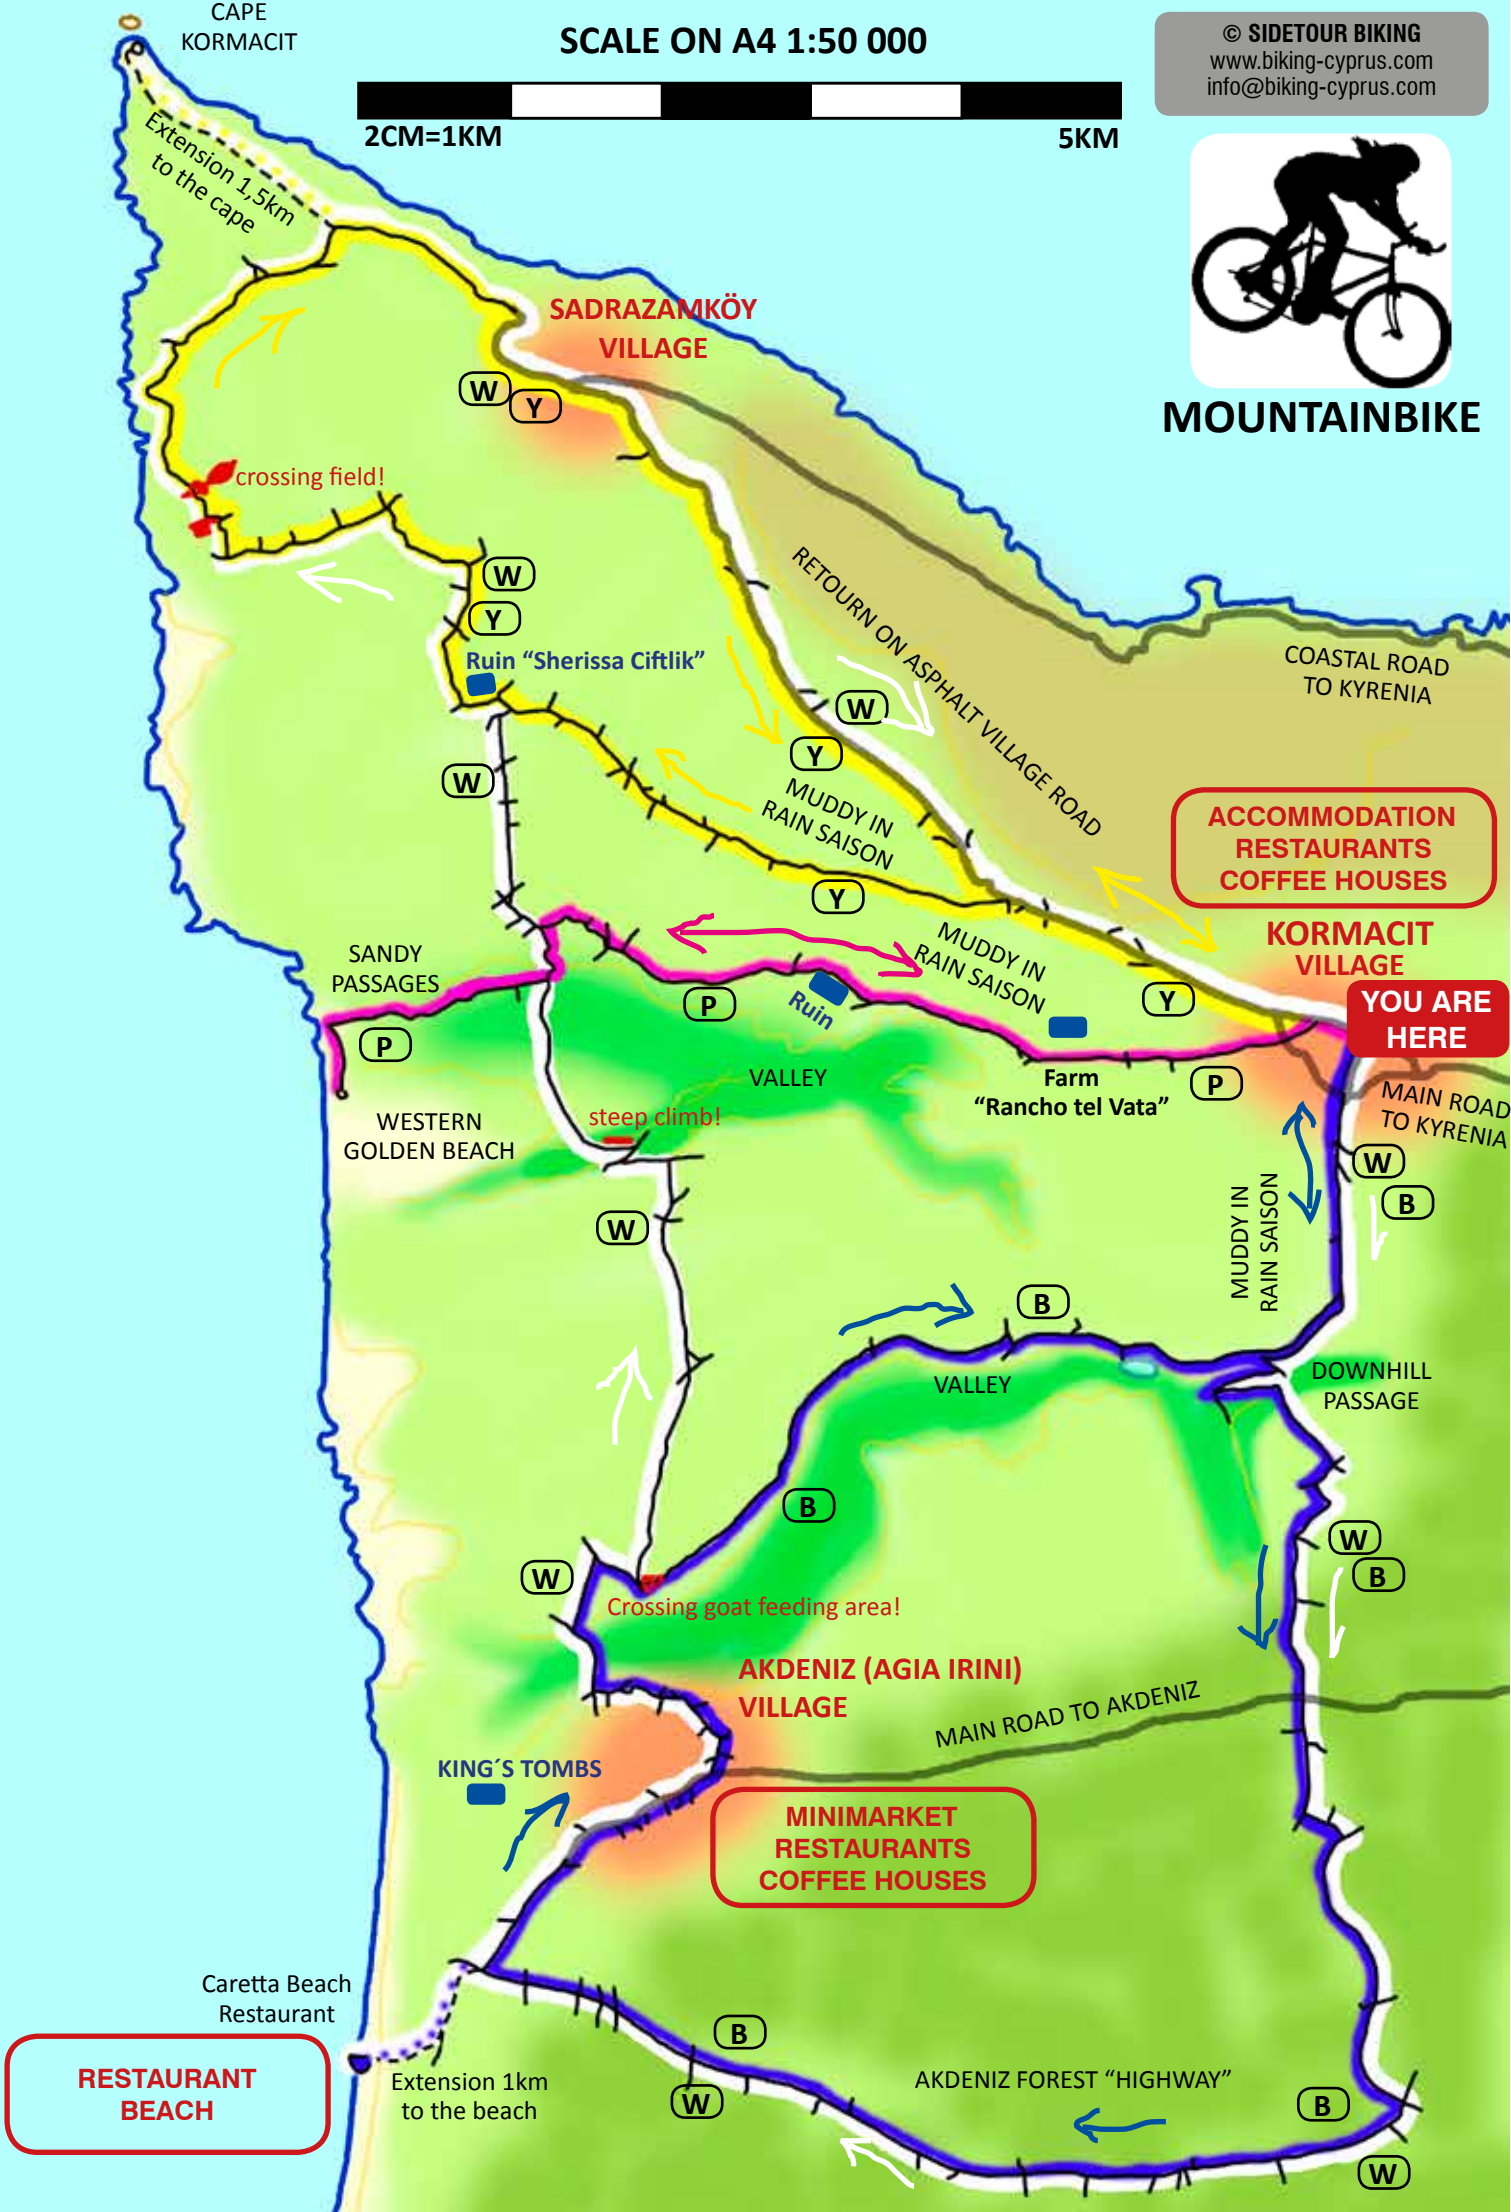 CAPE
KORMACIT
SCALE ON A4 1:50 000
© SIDETOUR BIKING
www.biking-cyprus.com
info@biking-cyprus.com
2CM=1KM
5KM
Extension 1,5km
to the cape
MOUNTAINBIKE
SADRAZAMKÖY
VILLAGE
W
Y
crossing field!
W
Y
Ruin “Sherissa Ciftlik”
RETOURN ON ASPHALT VILLAGE ROAD
COASTAL ROAD
TO KYRENIA
W
Y
W
MUDDY IN
RAIN SAISON
Y
ACCOMMODATION
RESTAURANTS
COFFEE HOUSES
KORMACIT
VILLAGE
YOU ARE
HERE
SANDY
PASSAGES
MUDDY IN
RAIN SAISON
P
Ruin
Y
P
VALLEY
Farm
“Rancho tel Vata”
P
MAIN ROAD
TO KYRENIA
WESTERN
GOLDEN BEACH
steep climb!
W
B
W
MUDDY IN
RAIN SAISON
B
VALLEY
DOWNHILL
PASSAGE
B
W
B
W
Crossing goat feeding area!
AKDENIZ (AGIA IRINI)
VILLAGE
MAIN ROAD TO AKDENIZ
KING´S TOMBS
MINIMARKET
RESTAURANTS
COFFEE HOUSES
Caretta Beach
Restaurant
RESTAURANT
BEACH
Extension 1km
to the beach
B
W
AKDENIZ FOREST “HIGHWAY”
B
W